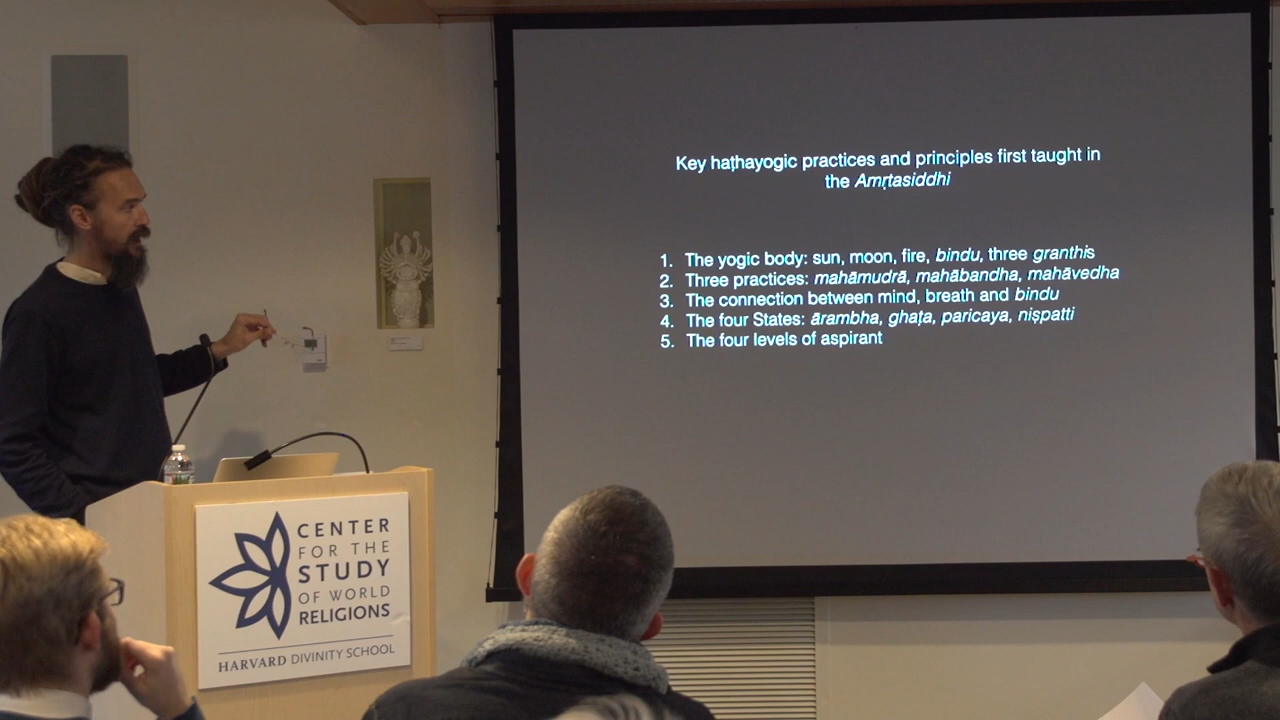 Key haṭhayogic practices and principles first taught in
the Amṛtasiddhi
1. The yogic body: sun, moon, fire, bindu, three granthis
2. Three practices: mahāmudrā, mahābandha, mahāvedha
3. The connection between mind, breath and bindu
4. The four States: ārambha, ghaṭa, paricaya, niṣpatti
5. The four levels of aspirant
CENTER
FOR THE
STUDY
OF WORLD
RELIGIONS
HARVARD DIVINITY SCHOOL